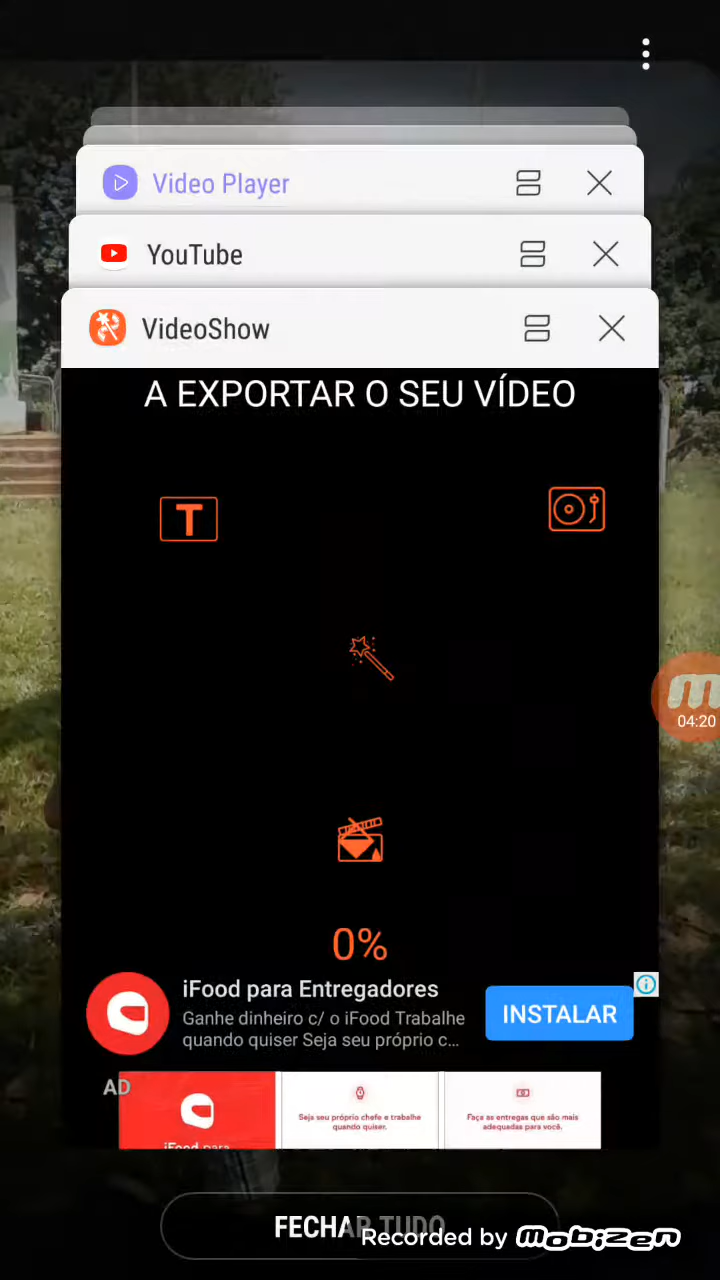 Video Player
YouTube
VideoShow
A EXPORTAR O SEU VÍDEO
T
04:20
0%
iFood para Entregadores
Ganhe dinheiro c/ o iFood Trabalhe
quando quiser Seja seu próprio c...
INSTALAR
AD
iFood para
Seja seu próprio chefe e trabalhe
quando quiser.
Faça as entregas que são mais
adequadas para você.
FECHAR TUDO
Recorded by mobizen